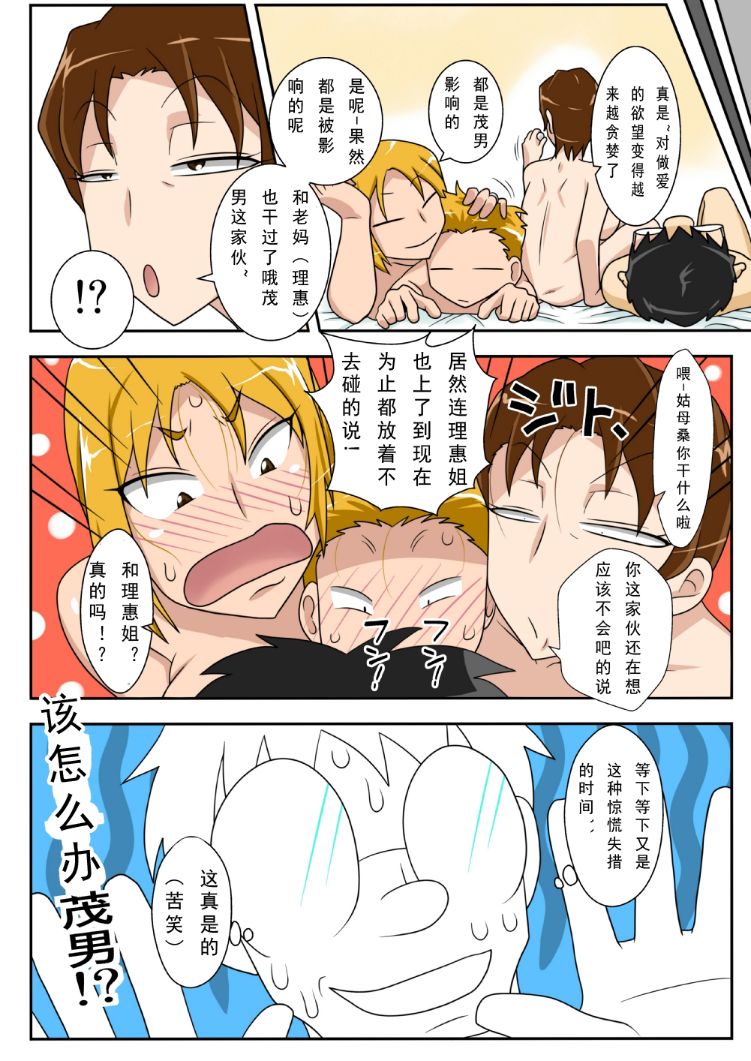 真是~对做爱
的欲望变得越
来越贪婪了
都是茂男
影响的
是呢~果然
都是被影
响的呢
和老妈（理惠）
也干过了哦茂
男这家伙~
!?
喂~姑母桑你干什么啦
ジト、
居然连理惠姐
也上了到现在
为止都放着不
去碰的说!
你这家伙还在想
应该不会吧的说
和理惠姐?
真的吗!?
フン!
フン!
等下等下又是
这种惊慌失措
的时间、、
这真是的
（苦笑）
该怎么办茂男!?